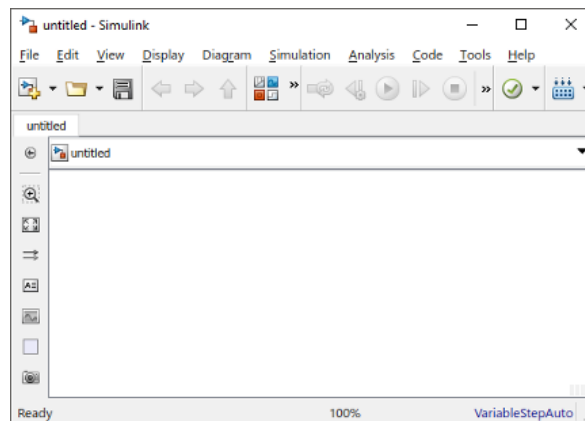 untitled - Simulink
File Edit View Display Diagram Simulation Analysis Code Tools Help
untitled
untitled
Ready 100% VariableStepAuto